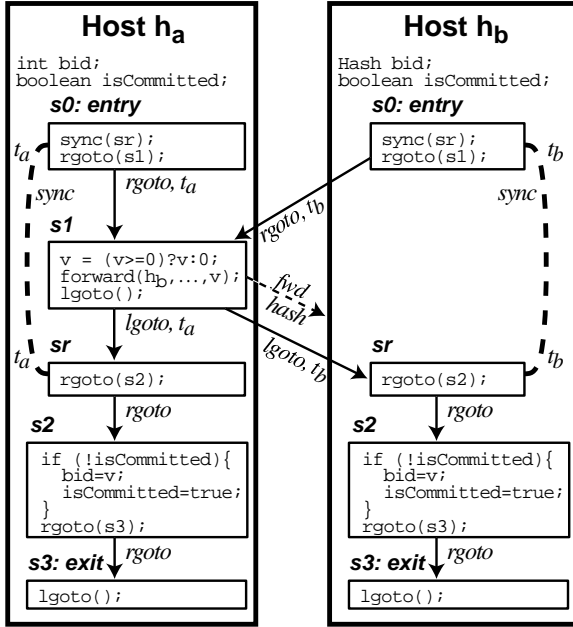 Host h_a
int bid;
boolean isCommitted;
s0: entry
t_a
sync(sr);
rgoto(s1);
sync
rgoto, t_a
s1
v = (v>=0)?v:0;
forward(h_b,...,v);
lgoto();
lgoto, t_a
sr
t_a
rgoto(s2);
rgoto
s2
if (!isCommitted){
bid=v;
isCommitted=true;
}
rgoto(s3);
rgoto
s3: exit
lgoto();
rgoto, t_b
fwd
hash
lgoto, t_b
Host h_b
Hash bid;
boolean isCommitted;
s0: entry
sync(sr);
rgoto(s1);
t_b
sync
sr
t_b
rgoto(s2);
rgoto
s2
if (!isCommitted){
bid=v;
isCommitted=true;
}
rgoto(s3);
rgoto
s3: exit
lgoto();